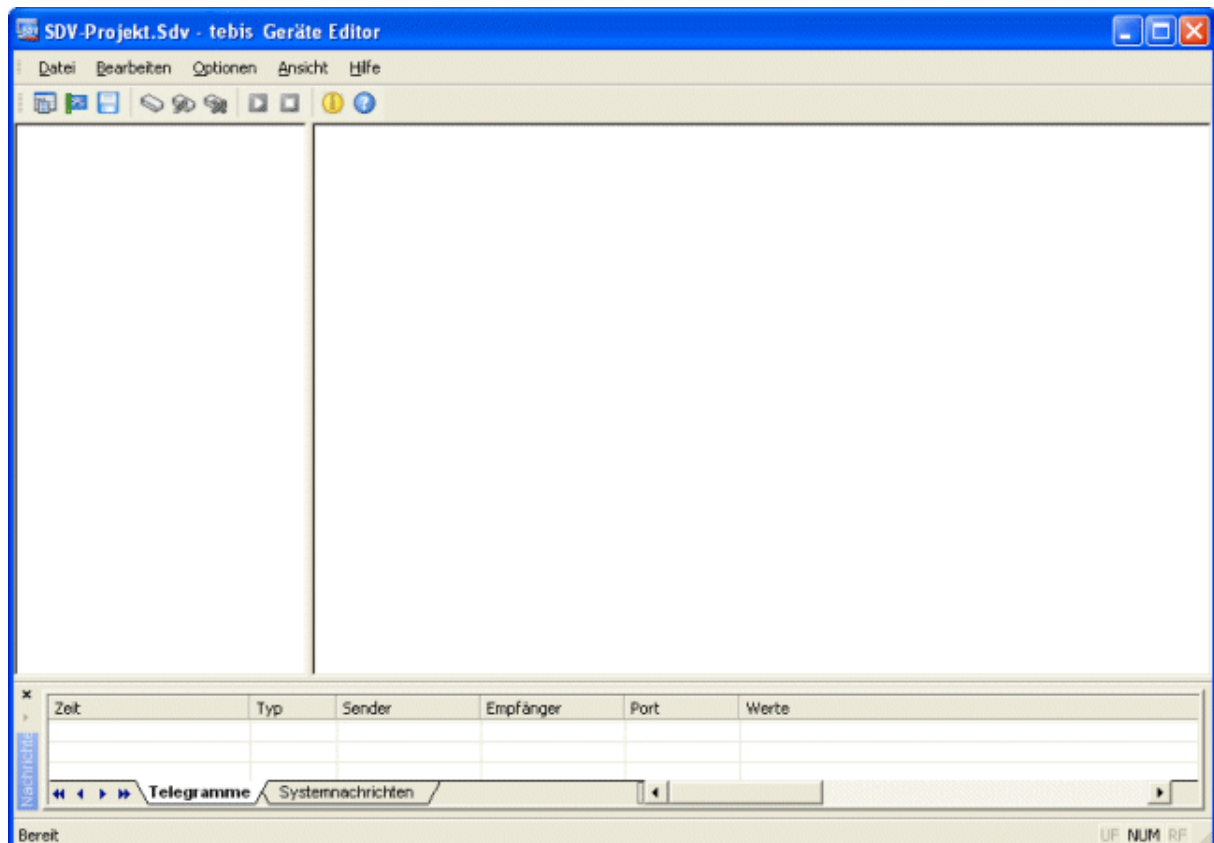 SDV-Projekt.Sdv - tebis Geräte Editor
Datei Bearbeiten Optionen Ansicht Hilfe
Zeit Typ Sender Empfänger Port Werte
Nachrichte
Telegramme Systemnachrichten
Bereit UF NUM RF